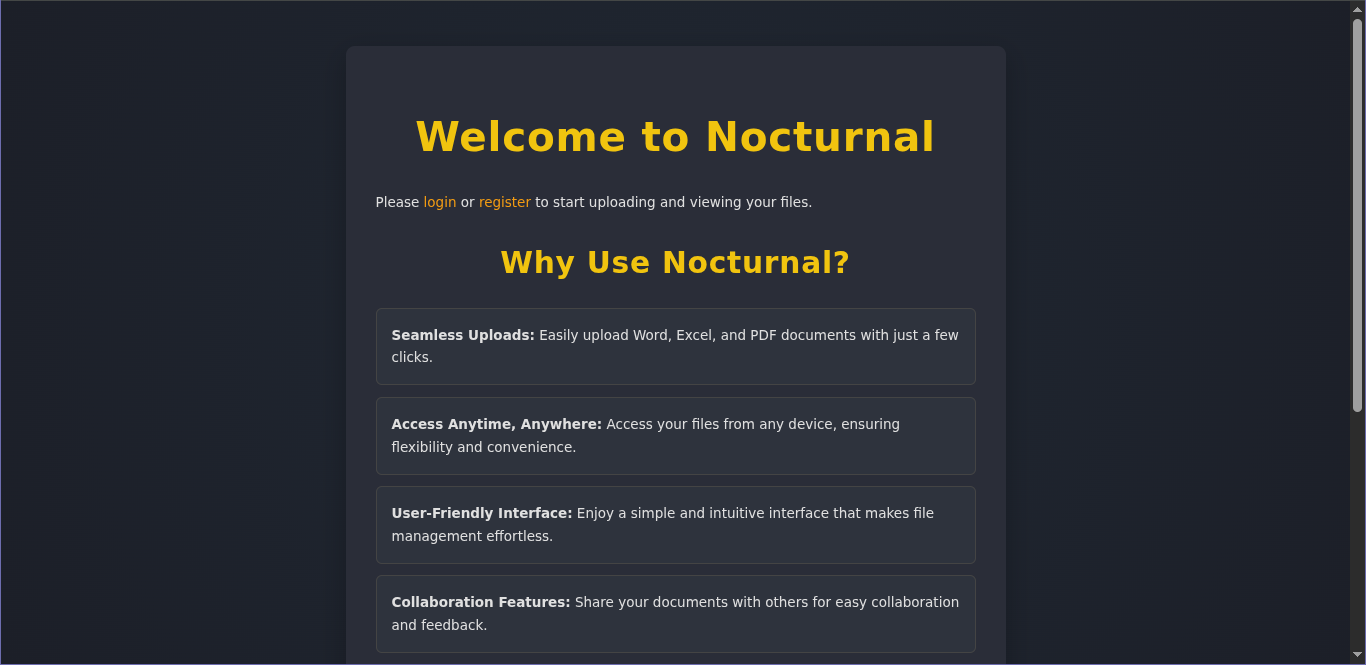 Welcome to Nocturnal
Please login or register to start uploading and viewing your files.
Why Use Nocturnal?
Seamless Uploads: Easily upload Word, Excel, and PDF documents with just a few
clicks.
Access Anytime, Anywhere: Access your files from any device, ensuring
flexibility and convenience.
User-Friendly Interface: Enjoy a simple and intuitive interface that makes file
management effortless.
Collaboration Features: Share your documents with others for easy collaboration
and feedback.